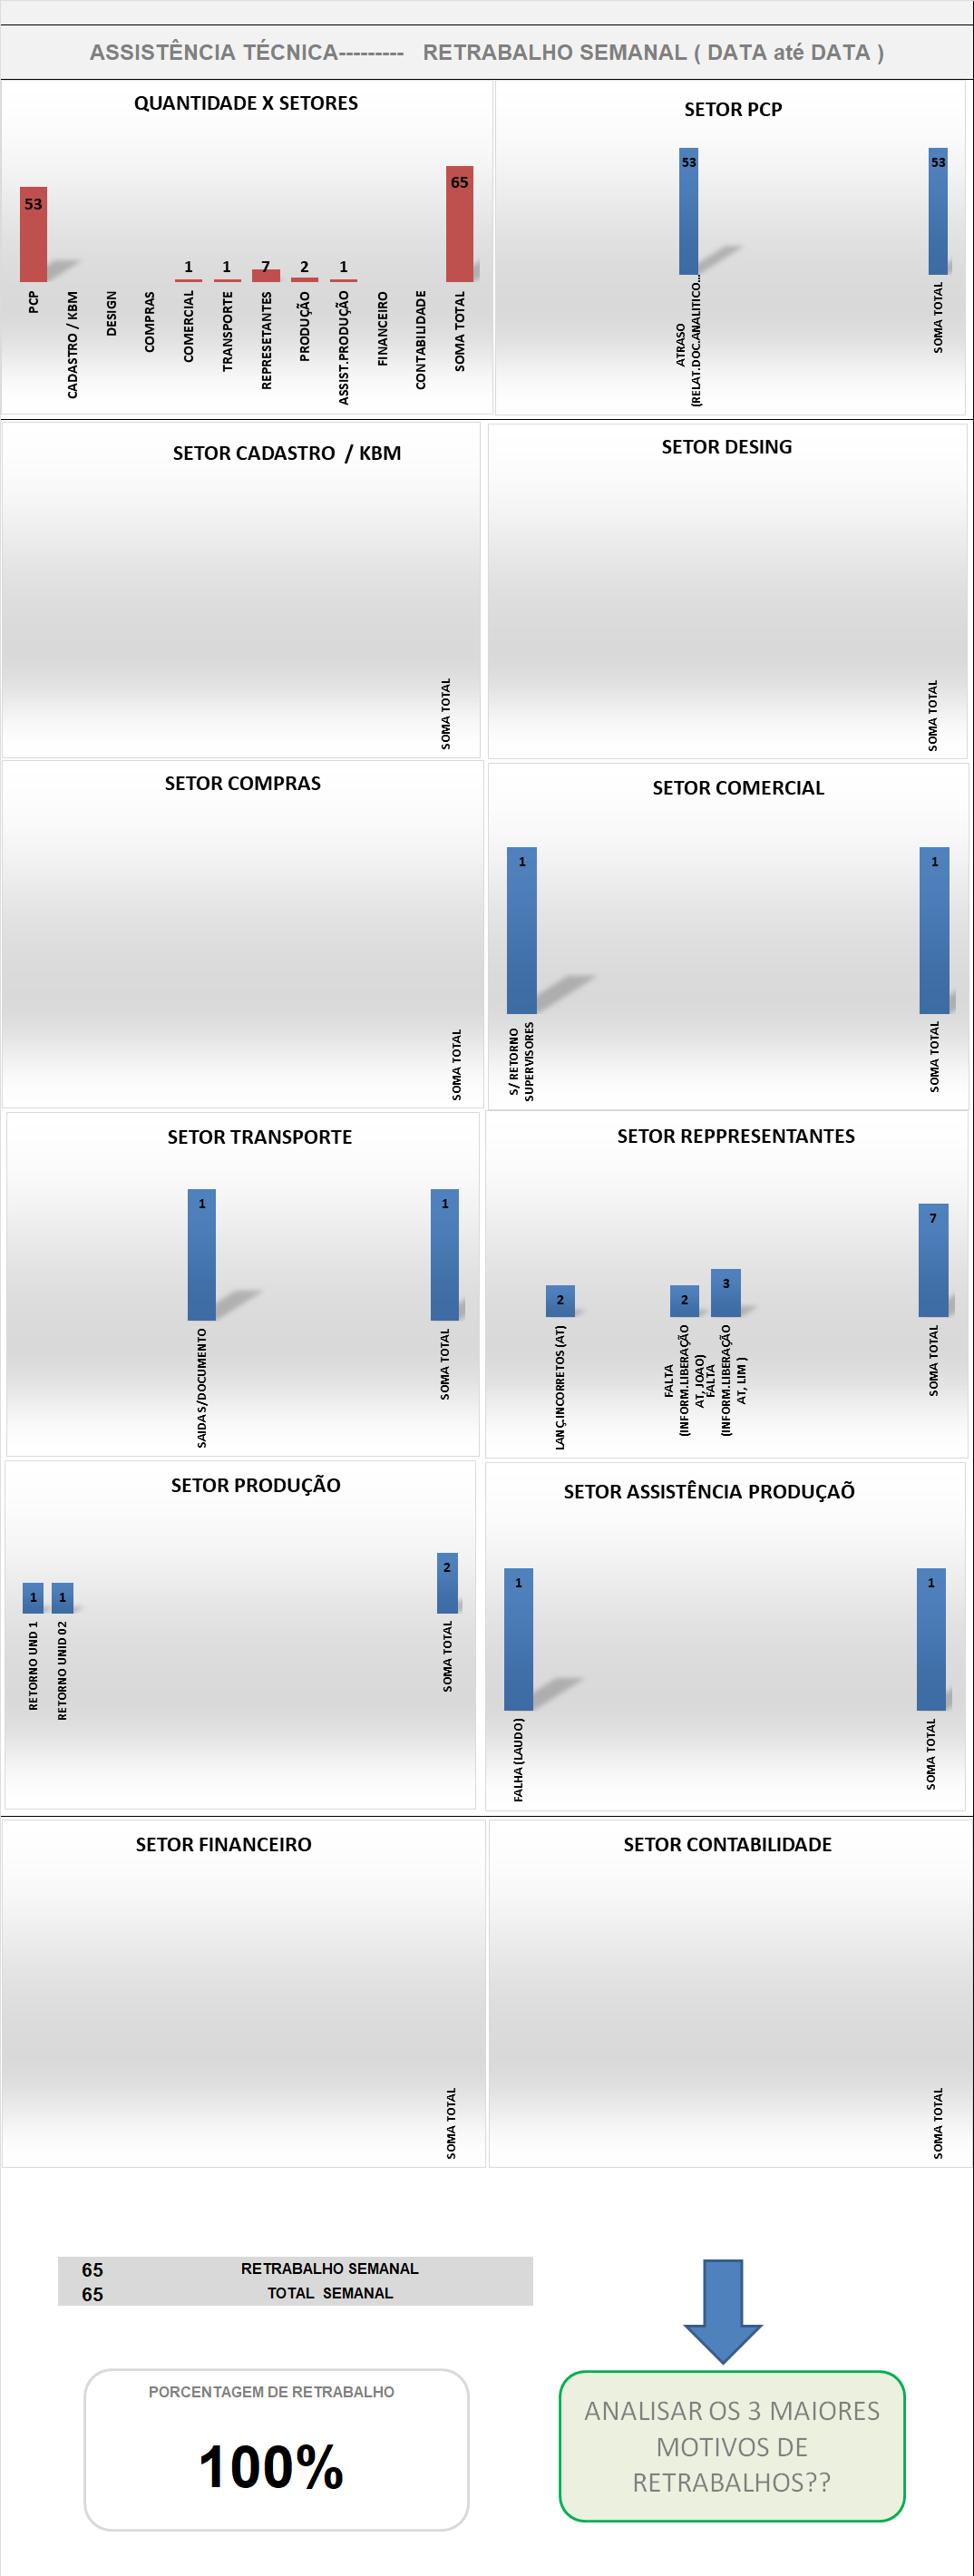 ASSISTÊNCIA TÉCNICA--------- RETRABALHO SEMANAL ( DATA até DATA )
QUANTIDADE X SETORES
53
1
1
7
2
1
65
PCP
CADASTRO / KBM
DESIGN
COMPRAS
COMERCIAL
TRANSPORTE
REPRESETANTES
PRODUÇÃO
ASSIST.PRODUÇÃO
FINANCEIRO
CONTABILIDADE
SOMA TOTAL
SETOR PCP
53
53
ATRASO
(RELAT.DOC.ANALITICO...
SOMA TOTAL
SETOR CADASTRO / KBM
SOMA TOTAL
SETOR DESING
SOMA TOTAL
SETOR COMPRAS
SOMA TOTAL
SETOR COMERCIAL
1
1
S/ RETORNO
SUPERVISORES
SOMA TOTAL
SETOR TRANSPORTE
1
1
SAIDA S/DOCUMENTO
SOMA TOTAL
SETOR REPPRESENTANTES
2
2
3
7
LANÇ.INCORRETOS (AT)
FALTA
(INFORM.LIBERAÇÃO
AT, JOAO)
FALTA
(INFORM.LIBERAÇÃO
AT, LIM )
SOMA TOTAL
SETOR PRODUÇÃO
1
1
2
RETORNO UND 1
RETORNO UNID 02
SOMA TOTAL
SETOR ASSISTÊNCIA PRODUÇAÕ
1
1
FALHA (LAUDO)
SOMA TOTAL
SETOR FINANCEIRO
SOMA TOTAL
SETOR CONTABILIDADE
SOMA TOTAL
65 RETRABALHO SEMANAL
65 TOTAL SEMANAL
PORCENTAGEM DE RETRABALHO
100%
ANALISAR OS 3 MAIORES
MOTIVOS DE
RETRABALHOS??